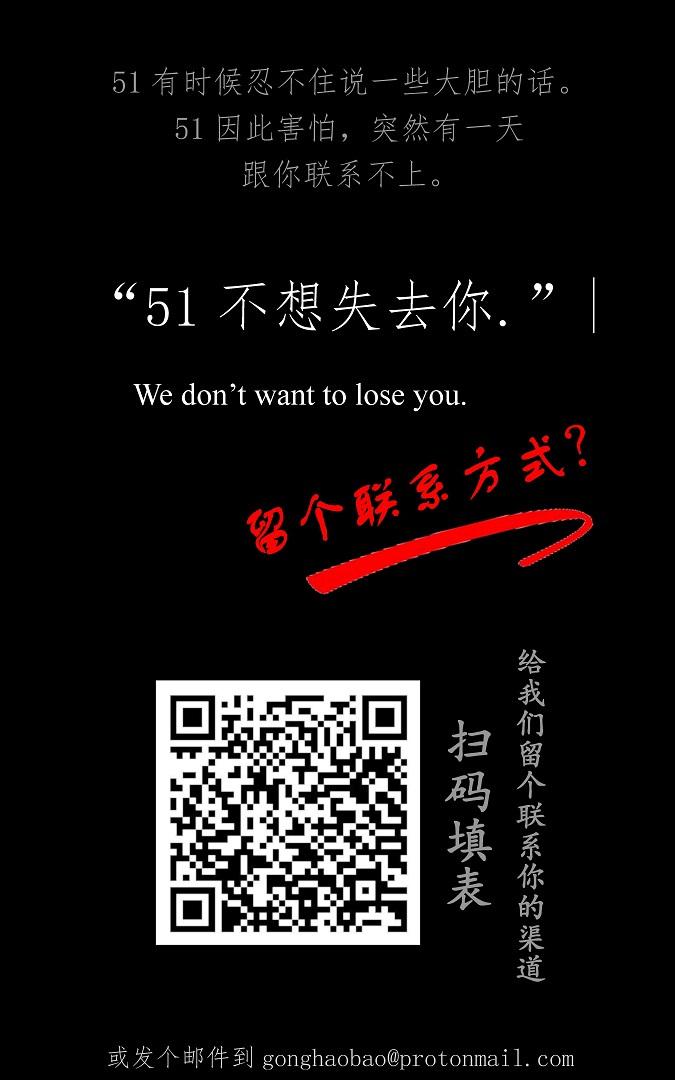 51 有时候忍不住说一些大胆的话。
51 因此害怕，突然有一天
跟你联系不上。
“51 不想失去你.”|
We don’t want to lose you.
留个联系方式?
扫码填表
给我们留个联系你的渠道
或发个邮件到 gonghaobao@protonmail.com